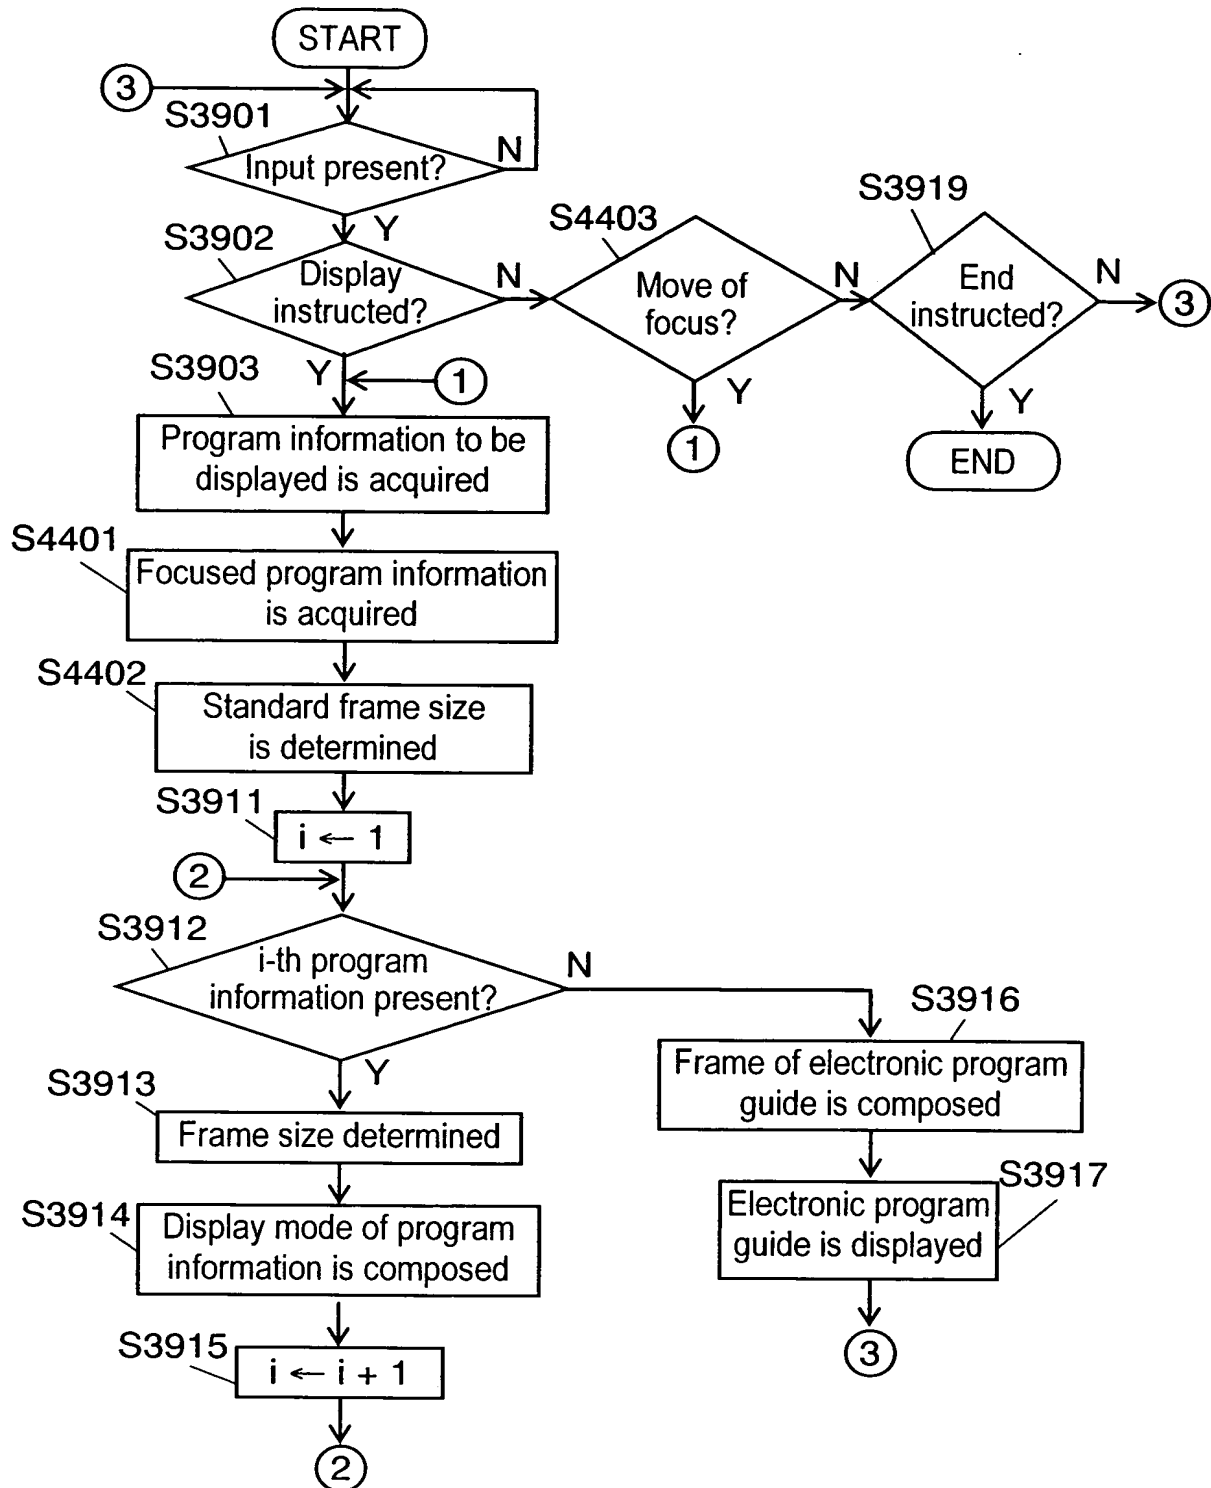 START
3
S3901
Input present?
N
Y
S3902
Display
instructed?
N
S4403
Move of
focus?
N
S3919
End
instructed?
N
3
Y
1
Y
1
Y
END
S3903
Program information to be
displayed is acquired
S4401
Focused program information
is acquired
S4402
Standard frame size
is determined
S3911
i ← 1
2
S3912
i-th program
information present?
N
Y
S3916
Frame of electronic program
guide is composed
S3913
Frame size determined
S3917
Electronic program
guide is displayed
3
S3914
Display mode of program
information is composed
S3915
i ← i + 1
2